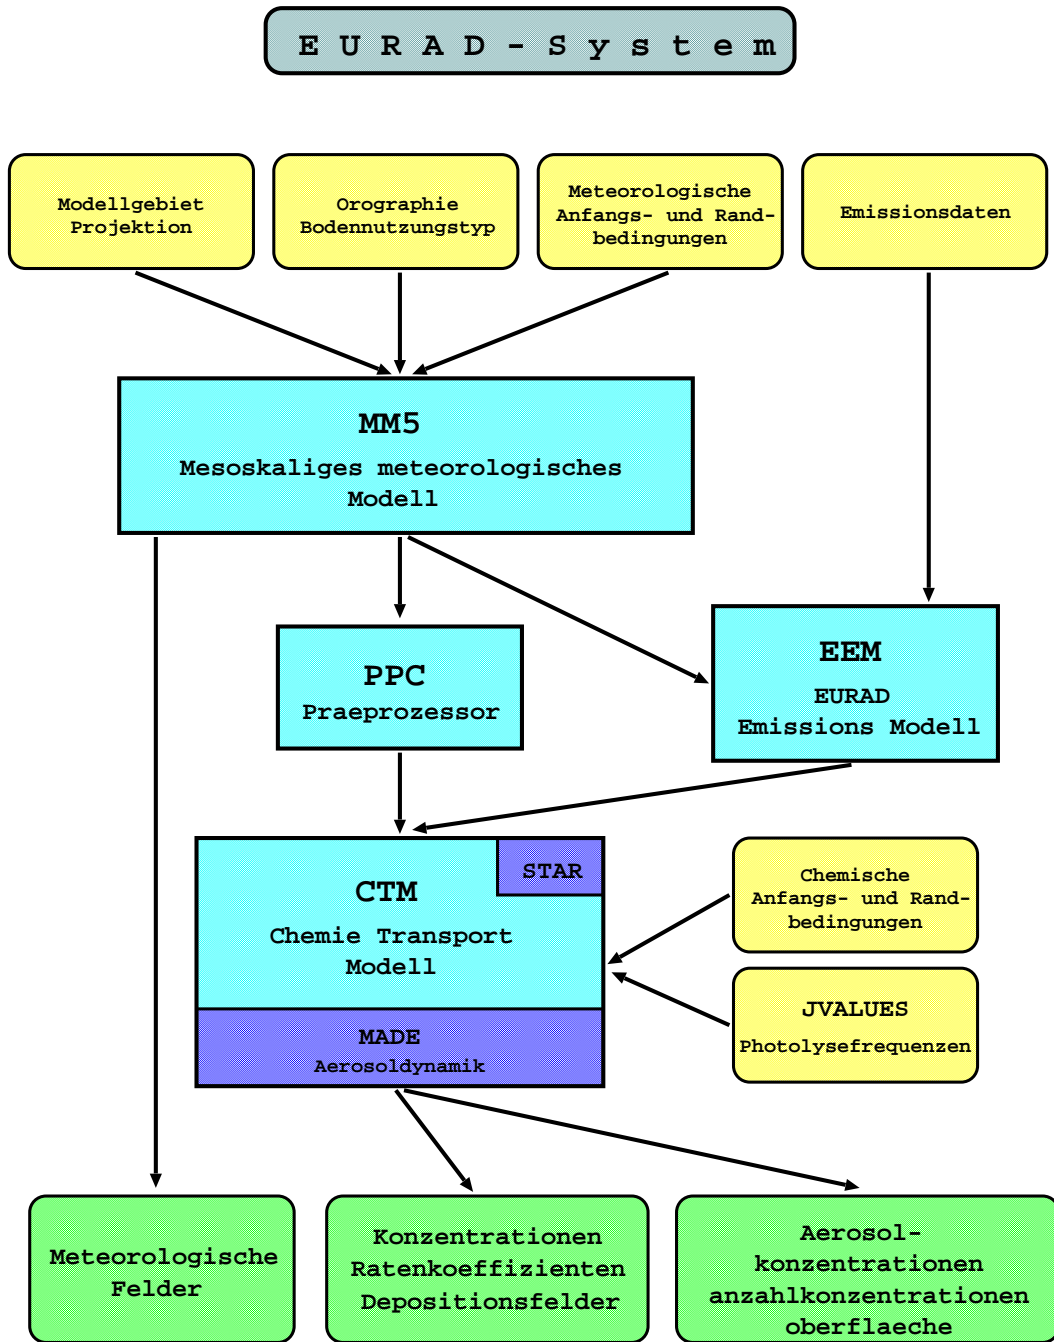 EURAD-System
Modellgebiet
Projektion
Orographie
Bodennutzungstyp
Meteorologische
Anfangs- und Rand-
bedingungen
Emissionsdaten
MM5
Mesoskaliges meteorologisches
Modell
PPC
Praeprozessor
EEM
EURAD
Emissions Modell
STAR
CTM
Chemie Transport
Modell
MADE
Aerosoldynamik
Chemische
Anfangs- und Rand-
bedingungen
JVALUES
Photolysefrequenzen
Meteorologische
Felder
Konzentrationen
Ratenkoeffizienten
Depositionsfelder
Aerosol-
konzentrationen
anzahlkonzentrationen
oberflaeche